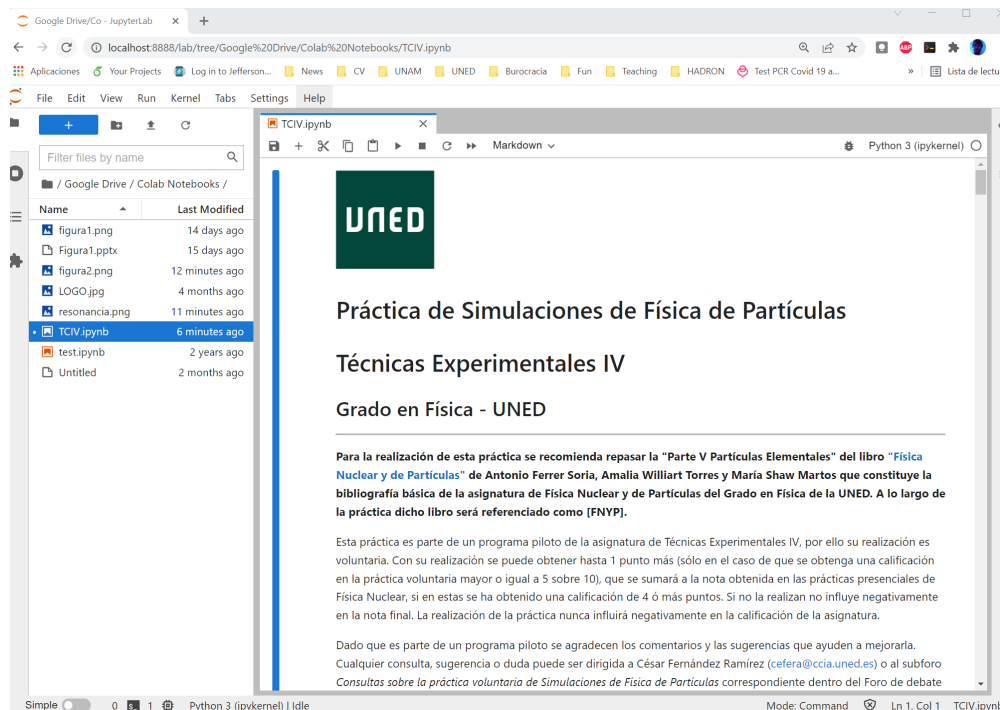 Google Drive/Co - JupyterLab
localhost:8888/lab/tree/Google%20Drive/Colab%20Notebooks/TCIV.ipynb
ABP
Aplicaciones Your Projects Log in to Jefferson... News CV UNAM UNED Burocracia Fun Teaching HADRON Test PCR Covid 19 a... » Lista de lectu
File Edit View Run Kernel Tabs Settings Help
TCIV.ipynb
Markdown Python 3 (ipykernel)
Filter files by name
/ Google Drive / Colab Notebooks /
Name Last Modified
figura1.png 14 days ago
Figura1.pptx 15 days ago
figura2.png 12 minutes ago
LOGO.jpg 4 months ago
resonancia.png 11 minutes ago
TCIV.ipynb 6 minutes ago
test.ipynb 2 years ago
Untitled 2 months ago
UNED
Práctica de Simulaciones de Física de Partículas
Técnicas Experimentales IV
Grado en Física - UNED
Para la realización de esta práctica se recomienda repasar la "Parte V Partículas Elementales" del libro "Física
Nuclear y de Partículas" de Antonio Ferrer Soria, Amalia Williart Torres y María Shaw Martos que constituye la
bibliografía básica de la asignatura de Física Nuclear y de Partículas del Grado en Física de la UNED. A lo largo de
la práctica dicho libro será referenciado como [FNYP].
Esta práctica es parte de un programa piloto de la asignatura de Técnicas Experimentales IV, por ello su realización es
voluntaria. Con su realización se puede obtener hasta 1 punto más (sólo en el caso de que se obtenga una calificación
en la práctica voluntaria mayor o igual a 5 sobre 10), que se sumará a la nota obtenida en las prácticas presenciales de
Física Nuclear, si en estas se ha obtenido una calificación de 4 ó más puntos. Si no la realizan no influye negativamente
en la nota final. La realización de la práctica nunca influirá negativamente en la calificación de la asignatura.
Dado que es parte de un programa piloto se agradecen los comentarios y las sugerencias que ayuden a mejorarla.
Cualquier consulta, sugerencia o duda puede ser dirigida a César Fernández Ramírez (cefera@ccia.uned.es) o al subforo
Consultas sobre la práctica voluntaria de Simulaciones de Física de Partículas correspondiente dentro del Foro de debate
Simple 0 1 Python 3 (ipykernel) | Idle Mode: Command Ln 1, Col 1 TCIV.ipynb